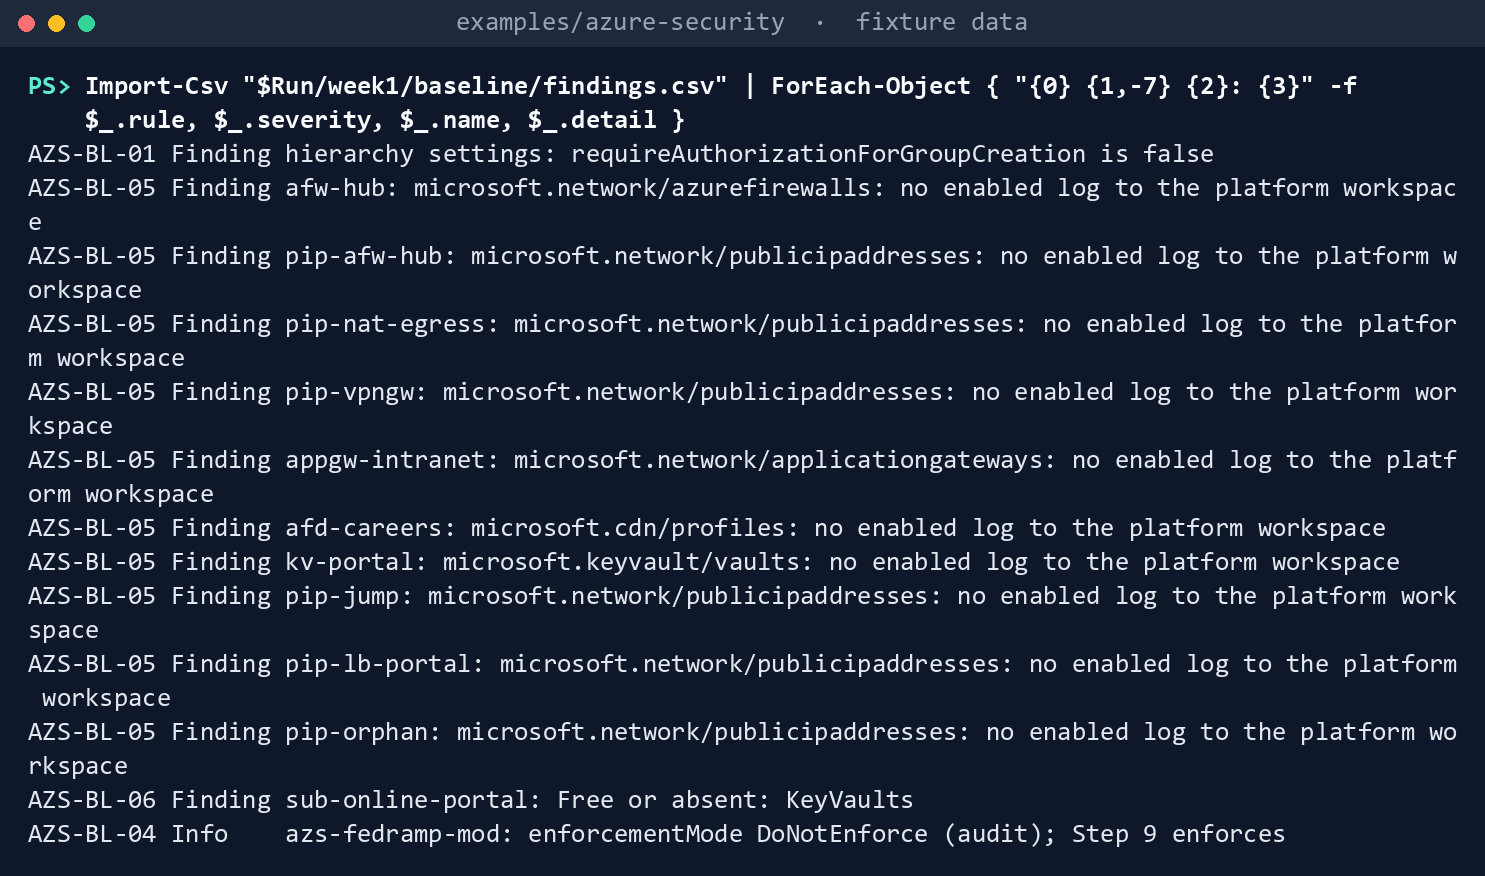 examples/azure-security · fixture data
PS> Import-Csv "$Run/week1/baseline/findings.csv" | ForEach-Object { "{0} {1,-7} {2}: {3}" -f
$_.rule, $_.severity, $_.name, $_.detail }
AZS-BL-01 Finding hierarchy settings: requireAuthorizationForGroupCreation is false
AZS-BL-05 Finding afw-hub: microsoft.network/azurefirewalls: no enabled log to the platform workspac
e
AZS-BL-05 Finding pip-afw-hub: microsoft.network/publicipaddresses: no enabled log to the platform w
orkspace
AZS-BL-05 Finding pip-nat-egress: microsoft.network/publicipaddresses: no enabled log to the platfor
m workspace
AZS-BL-05 Finding pip-vpngw: microsoft.network/publicipaddresses: no enabled log to the platform wor
kspace
AZS-BL-05 Finding appgw-intranet: microsoft.network/applicationgateways: no enabled log to the platf
orm workspace
AZS-BL-05 Finding afd-careers: microsoft.cdn/profiles: no enabled log to the platform workspace
AZS-BL-05 Finding kv-portal: microsoft.keyvault/vaults: no enabled log to the platform workspace
AZS-BL-05 Finding pip-jump: microsoft.network/publicipaddresses: no enabled log to the platform work
space
AZS-BL-05 Finding pip-lb-portal: microsoft.network/publicipaddresses: no enabled log to the platform
workspace
AZS-BL-05 Finding pip-orphan: microsoft.network/publicipaddresses: no enabled log to the platform wo
rkspace
AZS-BL-06 Finding sub-online-portal: Free or absent: KeyVaults
AZS-BL-04 Info    azs-fedramp-mod: enforcementMode DoNotEnforce (audit); Step 9 enforces